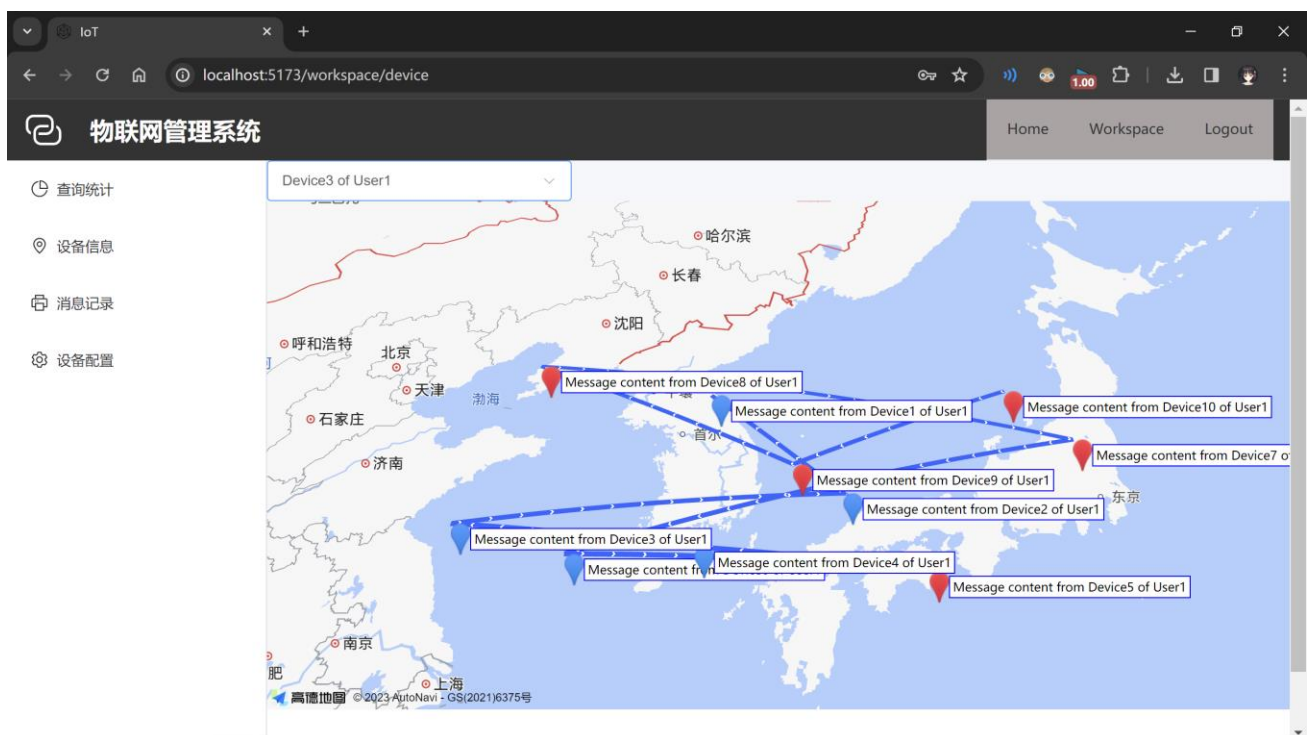 IoT
localhost:5173/workspace/device
1.00
物联网管理系统
Home Workspace Logout
查询统计
设备信息
消息记录
设备配置
Device3 of User1
哈尔滨
长春
沈阳
呼和浩特
北京
天津
渤海
石家庄
济南
首尔
东京
南京
肥
上海
Message content from Device8 of User1
Message content from Device1 of User1
Message content from Device10 of User1
Message content from Device7 o
Message content from Device9 of User1
Message content from Device2 of User1
Message content from Device3 of User1
Message content from Device4 of User1
Message content fr
Message content from Device5 of User1
高德地图 © 2023 AutoNavi - GS(2021)6375号